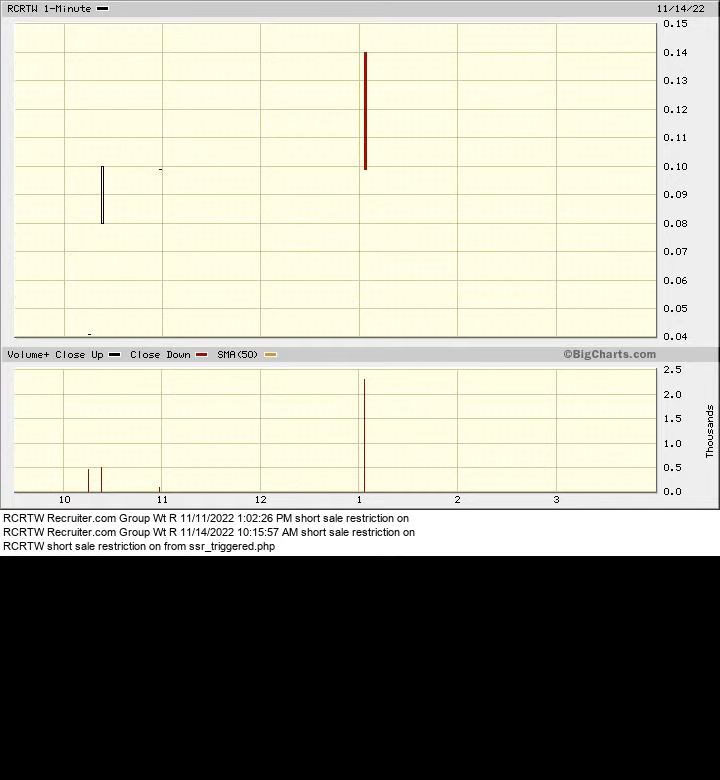 RCRTW 1-Minute 11/14/22
0.15
0.14
0.13
0.12
0.11
0.10
0.09
0.08
0.07
0.06
0.05
0.04
Volume+ Close Up Close Down SMA(50) ©BigCharts.com
2.5
2.0
1.5
1.0
0.5
0.0
Thousands
10 11 12 1 2 3
RCRTW Recruiter.com Group Wt R 11/11/2022 1:02:26 PM short sale restriction on
RCRTW Recruiter.com Group Wt R 11/14/2022 10:15:57 AM short sale restriction on
RCRTW short sale restriction on from ssr_triggered.php